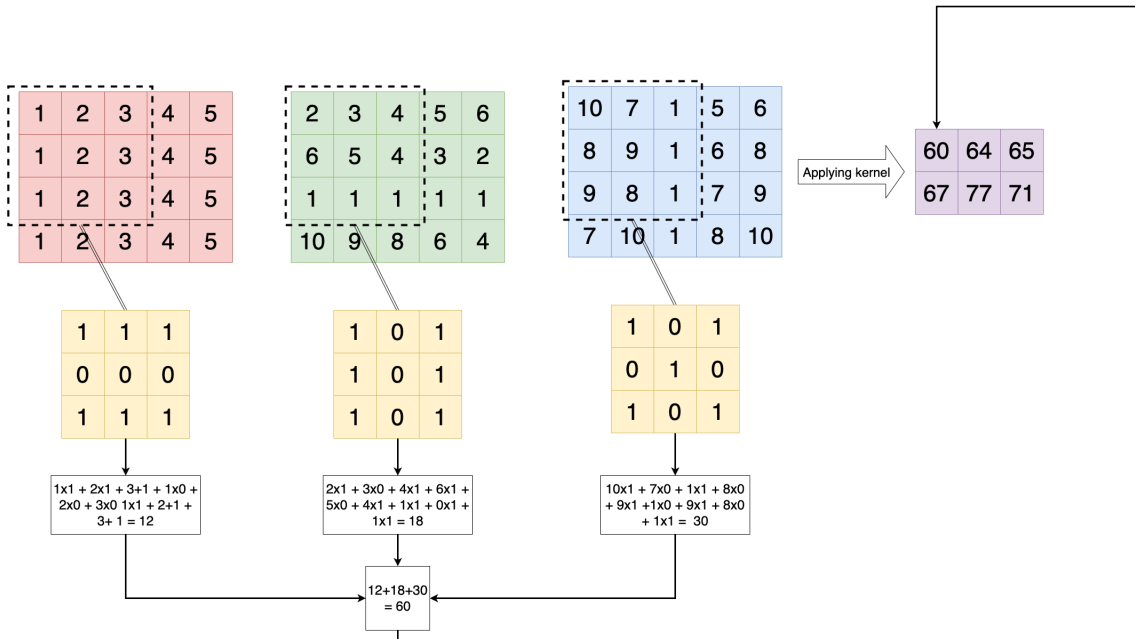 1 2 3 4 5
1 2 3 4 5
1 2 3 4 5
1 2 3 4 5
2 3 4 5 6
6 5 4 3 2
1 1 1 1 1
10 9 8 6 4
10 7 1 5 6
8 9 1 6 8
9 8 1 7 9
7 10 1 8 10
Applying kernel
60 64 65
67 77 71
1 1 1
0 0 0
1 1 1
1 0 1
1 0 1
1 0 1
1 0 1
0 1 0
1 0 1
1x1 + 2x1 + 3+1 + 1x0 +
2x0 + 3x0 1x1 + 2+1 +
3+ 1 = 12
2x1 + 3x0 + 4x1 + 6x1 +
5x0 + 4x1 + 1x1 + 0x1 +
1x1 = 18
10x1 + 7x0 + 1x1 + 8x0
+ 9x1 +1x0 + 9x1 + 8x0
+ 1x1 = 30
12+18+30
= 60